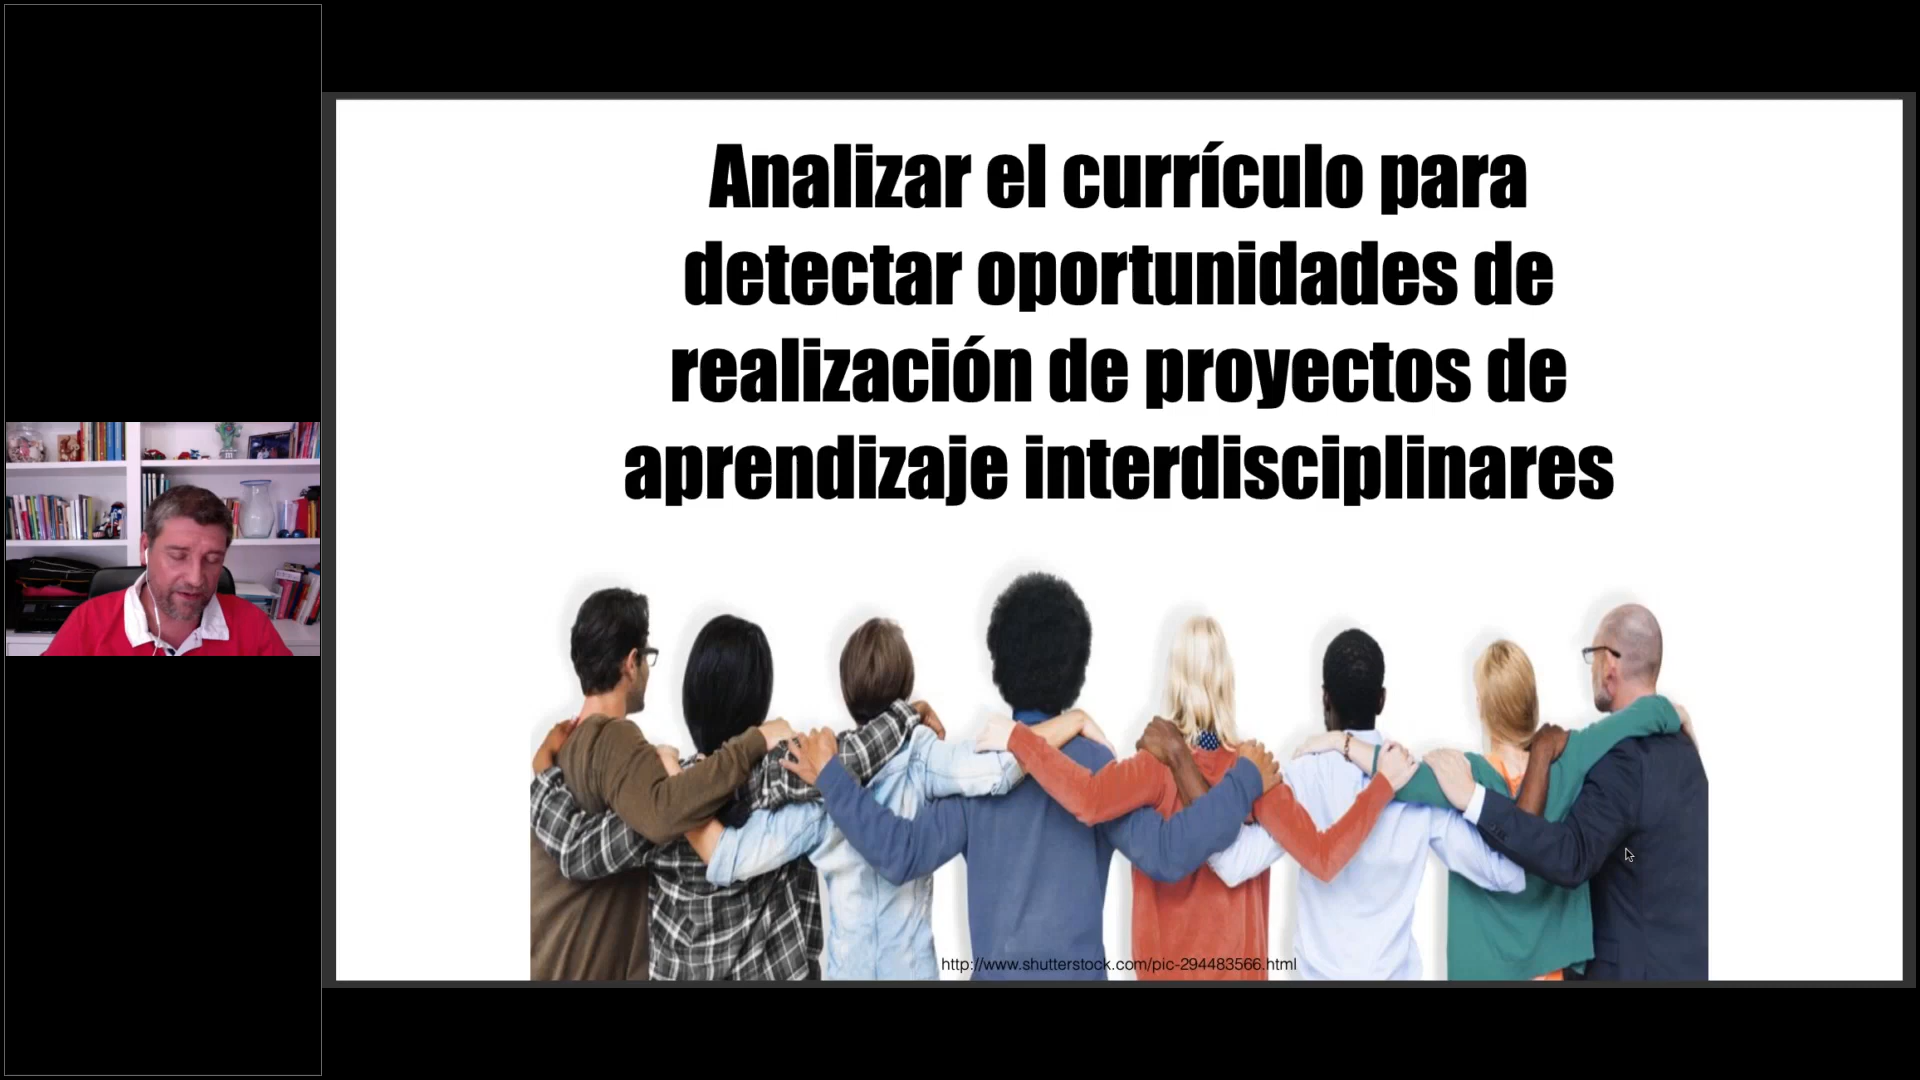 Analizar el currículo para
detectar oportunidades de
realización de proyectos de
aprendizaje interdisciplinares
http://www.shutterstock.com/pic-294483566.html